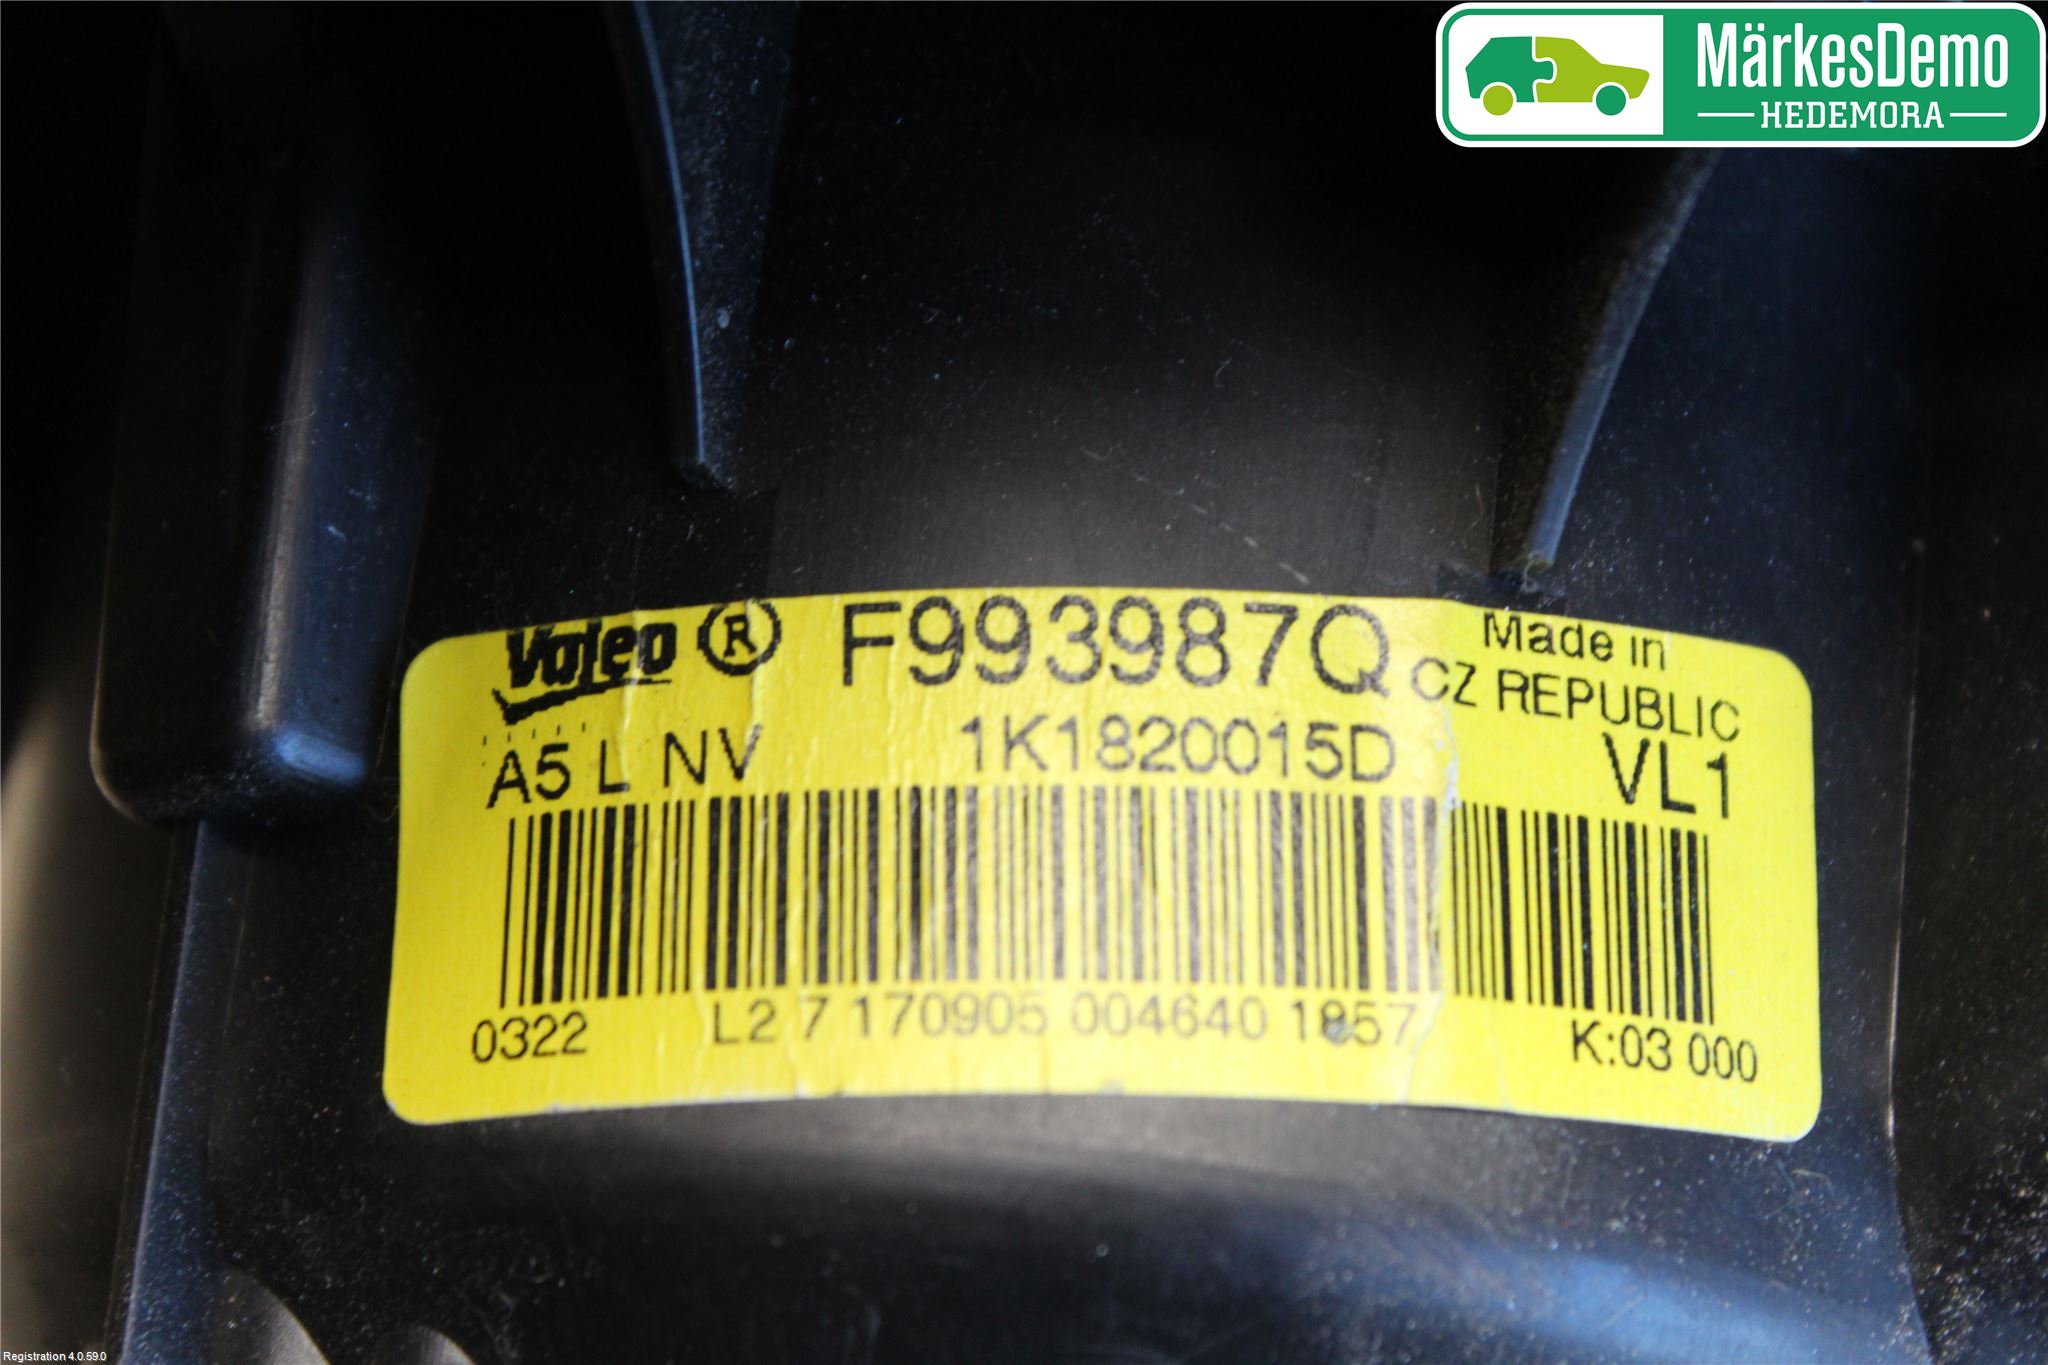 MärkesDemo
HEDEMORA
Valeo ® F993987Q Made in
CZ REPUBLIC
A5 L NV 1K1820015D VL1
0322 L2 7 170905 004640 1857 K:03 000
Registration 4.0.59.0